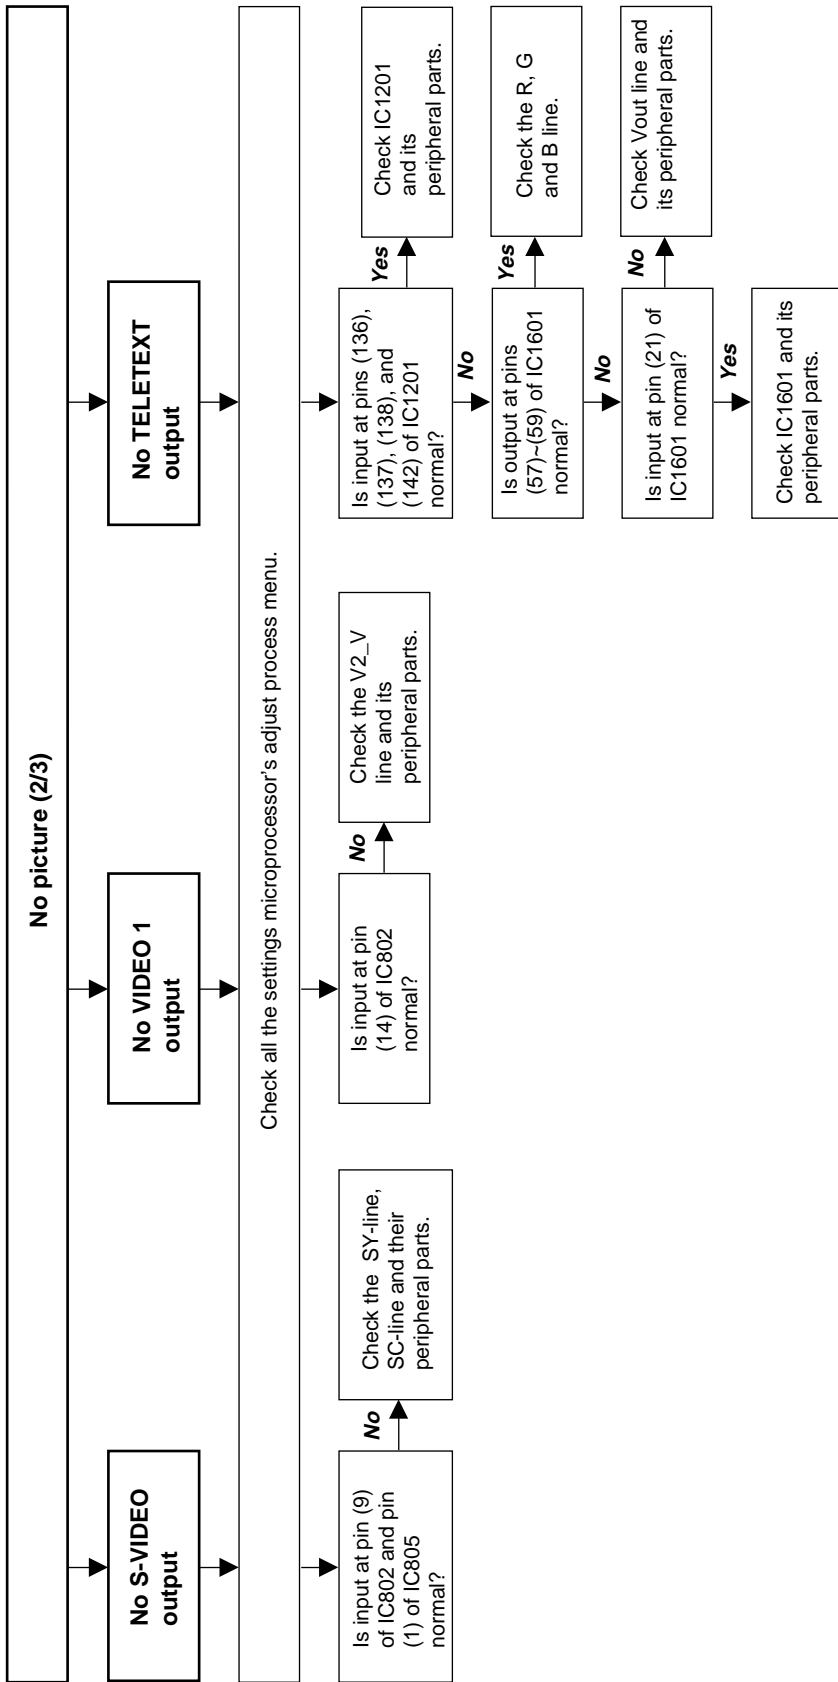 No picture (2/3)
No S-VIDEO
output
No VIDEO 1
output
No TELETEXT
output
Check all the settings microprocessor’s adjust process menu.
Is input at pin (9)
of IC802 and pin
(1) of IC805
normal?
No
Check the  SY-line,
SC-line and their
peripheral parts.
Is input at pin
(14) of IC802
normal?
No
Check the V2_V
line and its
peripheral parts.
Is input at pins (136),
(137), (138), and
(142) of IC1201
normal?
Yes
Check IC1201
and its
peripheral parts.
No
Is output at pins
(57)~(59) of IC1601
normal?
Yes
Check the R, G
and B line.
No
Is input at pin (21) of
IC1601 normal?
No
Check Vout line and
its peripheral parts.
Yes
Check IC1601 and its
peripheral parts.